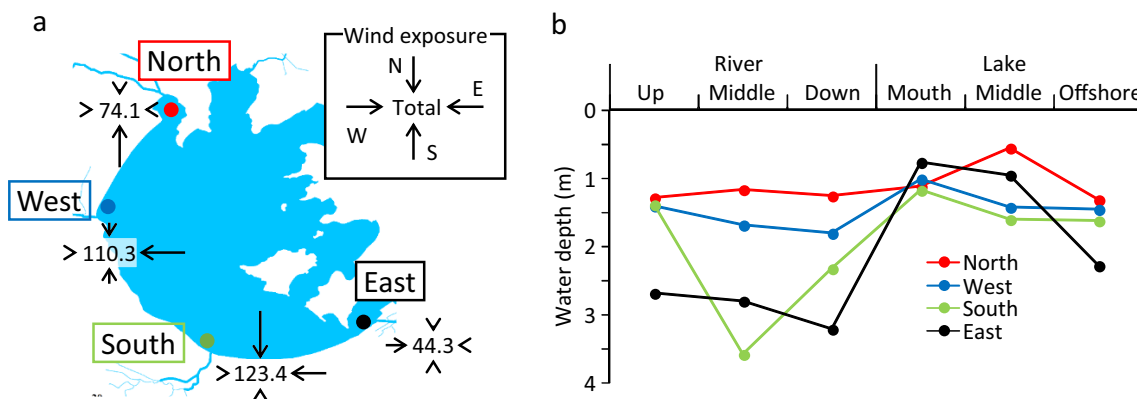 a
North
Wind exposure
N
E
Total
W
S
> 74.1 <
West
> 110.3
East
44.3 <
South
> 123.4
b
River Lake
Up Middle Down Mouth Middle Offshore
Water depth (m)
0
1
2
3
4
North
West
South
East